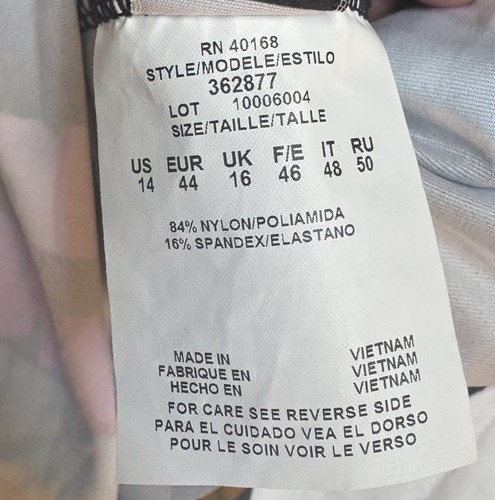 RN 40168
STYLE/MODELE/ESTILO
362877
LOT 10006004
SIZE/TAILLE/TALLE
US EUR UK F/E IT RU
14 44 16 46 48 50
84% NYLON/POLIAMIDA
16% SPANDEX/ELASTANO
MADE IN VIETNAM
FABRIQUE EN VIETNAM
HECHO EN VIETNAM
FOR CARE SEE REVERSE SIDE
PARA EL CUIDADO VEA EL DORSO
POUR LE SOIN VOIR LE VERSO